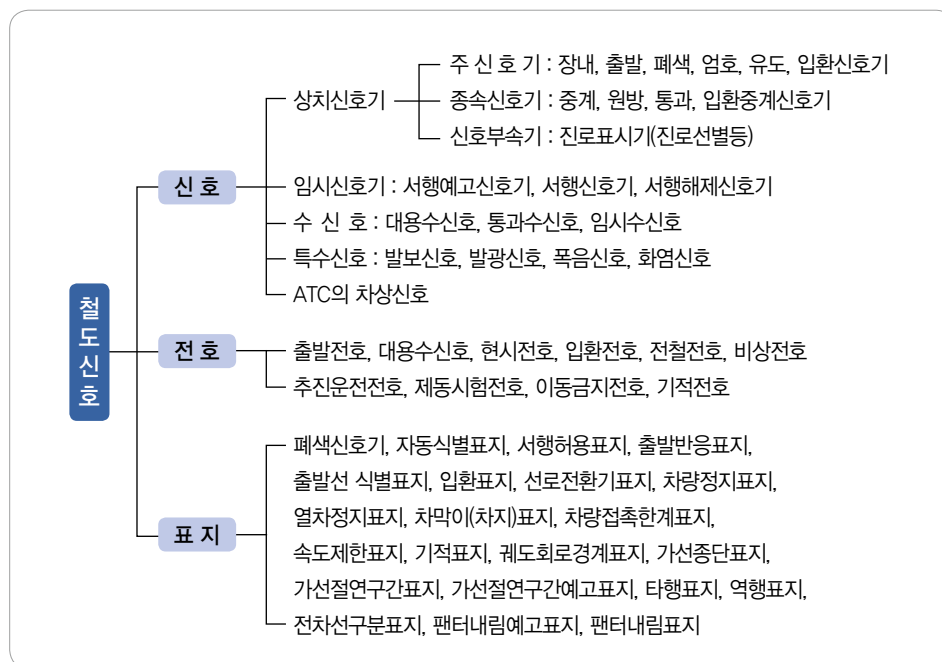 철도신호
신 호
상치신호기
주 신 호 기 : 장내, 출발, 폐색, 엄호, 유도, 입환신호기
종속신호기 : 중계, 원방, 통과, 입환중계신호기
신호부속기 : 진로표시기(진로선별등)
임시신호기 : 서행예고신호기, 서행신호기, 서행해제신호기
수 신 호 : 대용수신호, 통과수신호, 임시수신호
특수신호 : 발보신호, 발광신호, 폭음신호, 화염신호
ATC의 차상신호
전 호
출발전호, 대용수신호, 현시전호, 입환전호, 전철전호, 비상전호
추진운전전호, 제동시험전호, 이동금지전호, 기적전호
표 지
폐색신호기, 자동식별표지, 서행허용표지, 출발반응표지,
출발선 식별표지, 입환표지, 선로전환기표지, 차량정지표지,
열차정지표지, 차막이(차지)표지, 차량접촉한계표지,
속도제한표지, 기적표지, 궤도회로경계표지, 가선종단표지,
가선절연구간표지, 가선절연구간예고표지, 타행표지, 역행표지,
전차선구분표지, 팬터내림예고표지, 팬터내림표지